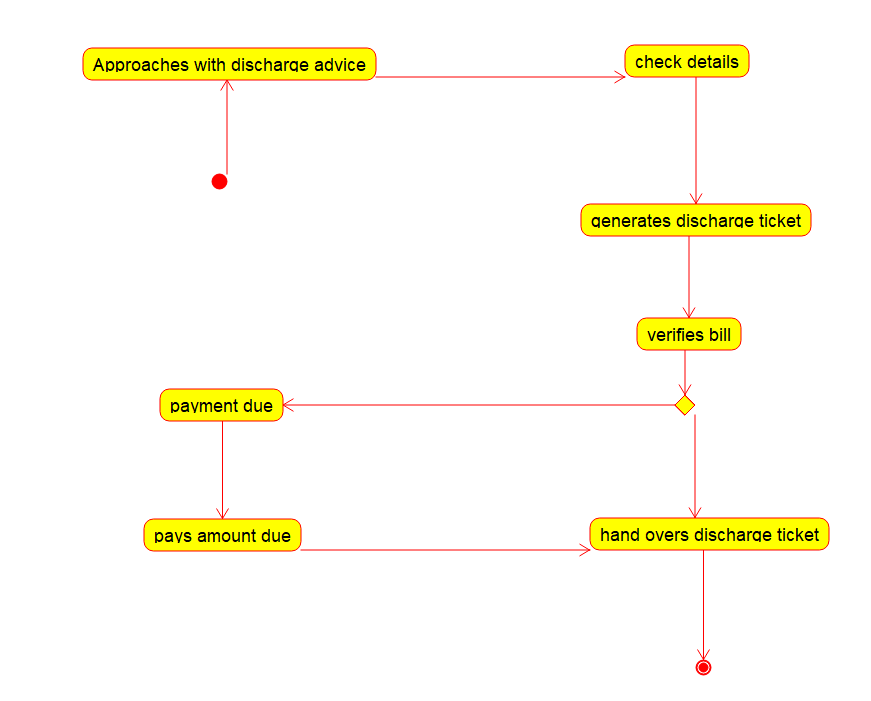 Approaches with discharge advice
check details
generates discharge ticket
verifies bill
payment due
pays amount due
hand overs discharge ticket